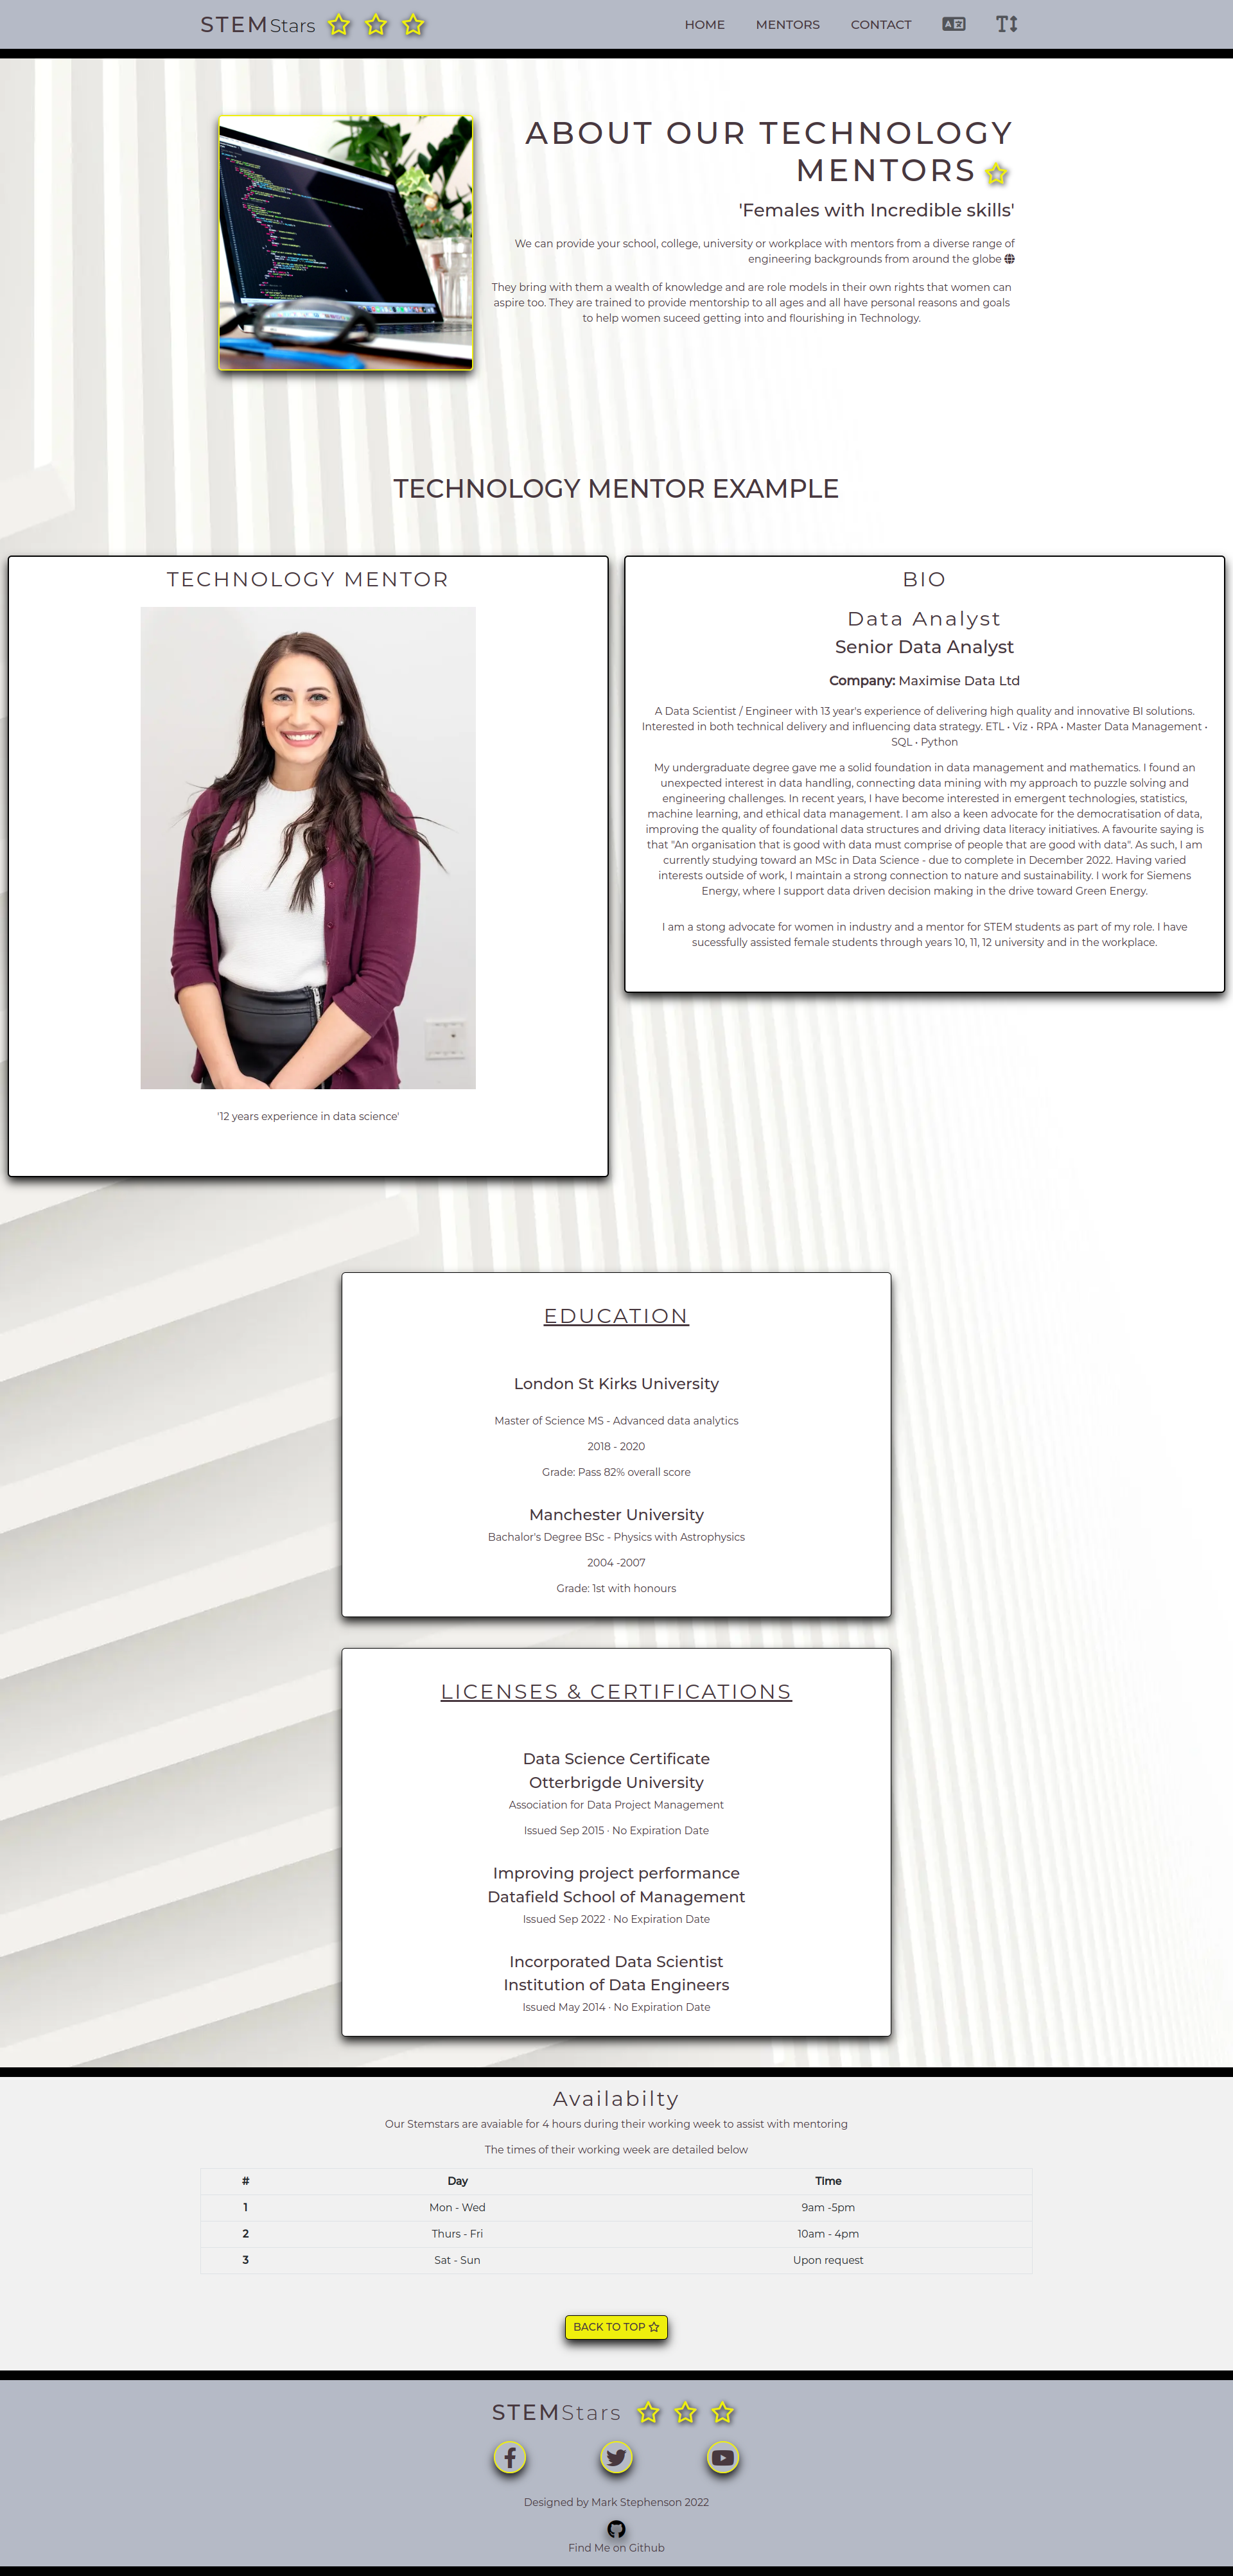 STEMStars
HOME
MENTORS
CONTACT
ABOUT OUR TECHNOLOGY
MENTORS
'Females with Incredible skills'
We can provide your school, college, university or workplace with mentors from a diverse range of
engineering backgrounds from around the globe
They bring with them a wealth of knowledge and are role models in their own rights that women can
aspire too. They are trained to provide mentorship to all ages and all have personal reasons and goals
to help women suceed getting into and flourishing in Technology.
TECHNOLOGY MENTOR EXAMPLE
TECHNOLOGY MENTOR
'12 years experience in data science'
BIO
Data Analyst
Senior Data Analyst
Company: Maximise Data Ltd
A Data Scientist / Engineer with 13 year's experience of delivering high quality and innovative BI solutions.
Interested in both technical delivery and influencing data strategy. ETL • Viz • RPA • Master Data Management •
SQL • Python
My undergraduate degree gave me a solid foundation in data management and mathematics. I found an
unexpected interest in data handling, connecting data mining with my approach to puzzle solving and
engineering challenges. In recent years, I have become interested in emergent technologies, statistics,
machine learning, and ethical data management. I am also a keen advocate for the democratisation of data,
improving the quality of foundational data structures and driving data literacy initiatives. A favourite saying is
that "An organisation that is good with data must comprise of people that are good with data". As such, I am
currently studying toward an MSc in Data Science - due to complete in December 2022. Having varied
interests outside of work, I maintain a strong connection to nature and sustainability. I work for Siemens
Energy, where I support data driven decision making in the drive toward Green Energy.
I am a strong advocate for women in industry and a mentor for STEM students as part of my role. I have
sucessfully assisted female students through years 10, 11, 12 university and in the workplace.
EDUCATION
London St Kirks University
Master of Science MS - Advanced data analytics
2018 - 2020
Grade: Pass 82% overall score
Manchester University
Bachalor's Degree BSc - Physics with Astrophysics
2004 -2007
Grade: 1st with honours
LICENSES & CERTIFICATIONS
Data Science Certificate
Otterbrigde University
Association for Data Project Management
Issued Sep 2015 · No Expiration Date
Improving project performance
Datafield School of Management
Issued Sep 2022 · No Expiration Date
Incorporated Data Scientist
Institution of Data Engineers
Issued May 2014 · No Expiration Date
Availabilty
Our Stemstars are avaiable for 4 hours during their working week to assist with mentoring
The times of their working week are detailed below
# Day Time
1 Mon - Wed 9am -5pm
2 Thurs - Fri 10am - 4pm
3 Sat - Sun Upon request
BACK TO TOP
STEMStars
Designed by Mark Stephenson 2022
Find Me on Github